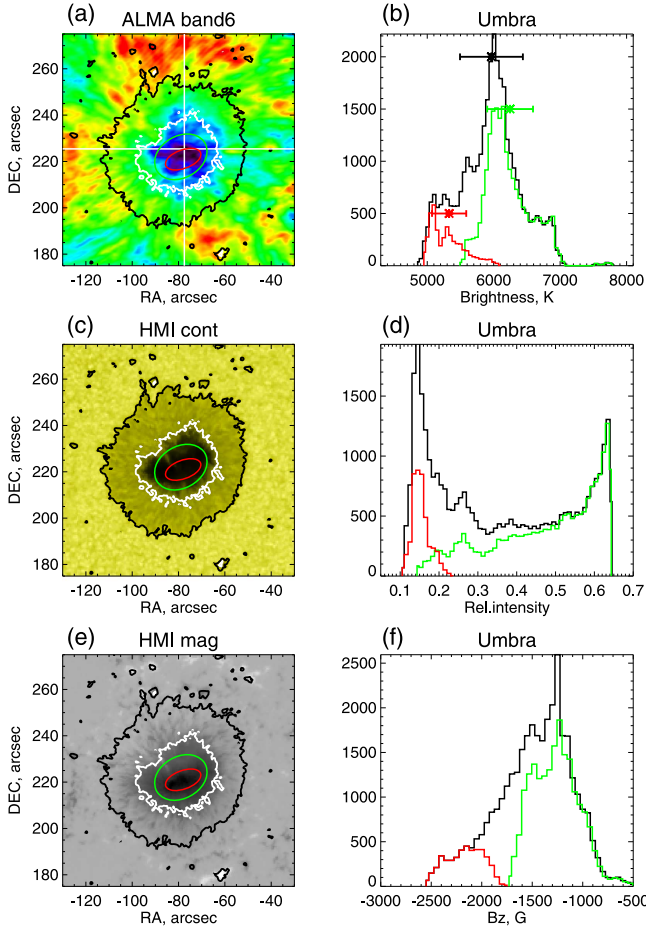 (a) ALMA band6
DEC, arcsec
260
240
220
200
180
-120 -100 -80 -60 -40
RA, arcsec
(b) Umbra
2000
1500
1000
500
0
5000 6000 7000 8000
Brightness, K
(c) HMI cont
DEC, arcsec
260
240
220
200
180
-120 -100 -80 -60 -40
RA, arcsec
(d) Umbra
1500
1000
500
0
0.1 0.2 0.3 0.4 0.5 0.6 0.7
Rel.intensity
(e) HMI mag
DEC, arcsec
260
240
220
200
180
-120 -100 -80 -60 -40
RA, arcsec
(f) Umbra
2500
2000
1500
1000
500
0
-3000 -2500 -2000 -1500 -1000 -500
Bz, G